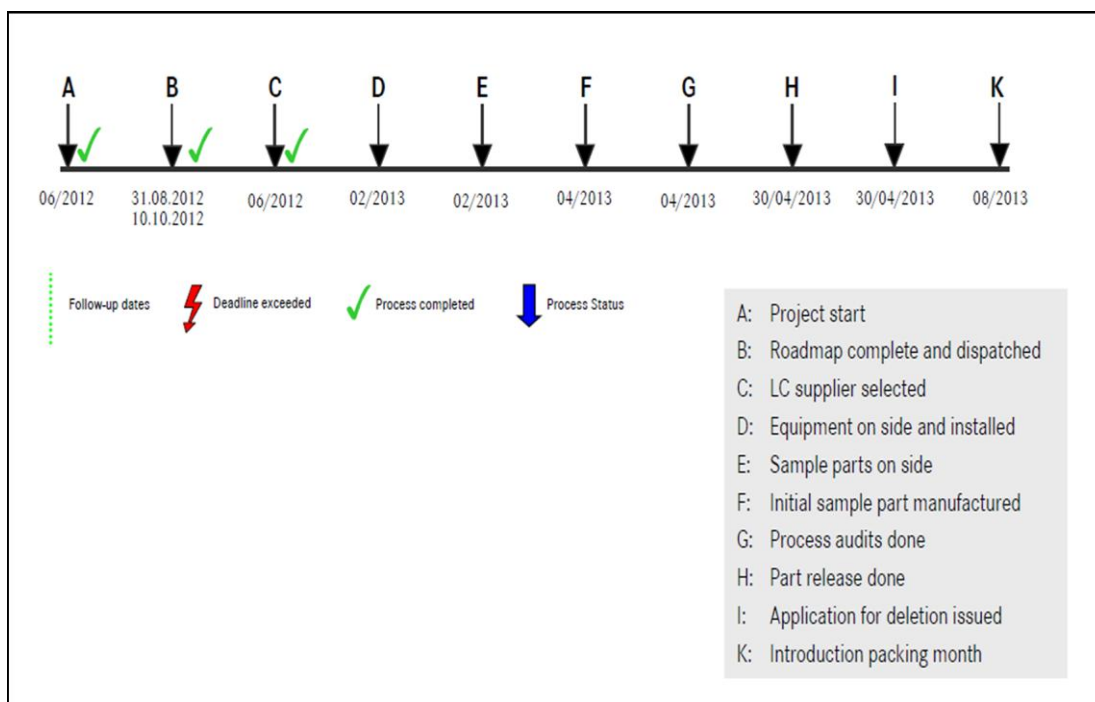 A B C D E F G H I K
06/2012 31.08.2012 06/2012 02/2013 02/2013 04/2013 04/2013 30/04/2013 30/04/2013 08/2013
10.10.2012
Follow-up dates Deadline exceeded Process completed Process Status
A: Project start
B: Roadmap complete and dispatched
C: LC supplier selected
D: Equipment on side and installed
E: Sample parts on side
F: Initial sample part manufactured
G: Process audits done
H: Part release done
I: Application for deletion issued
K: Introduction packing month